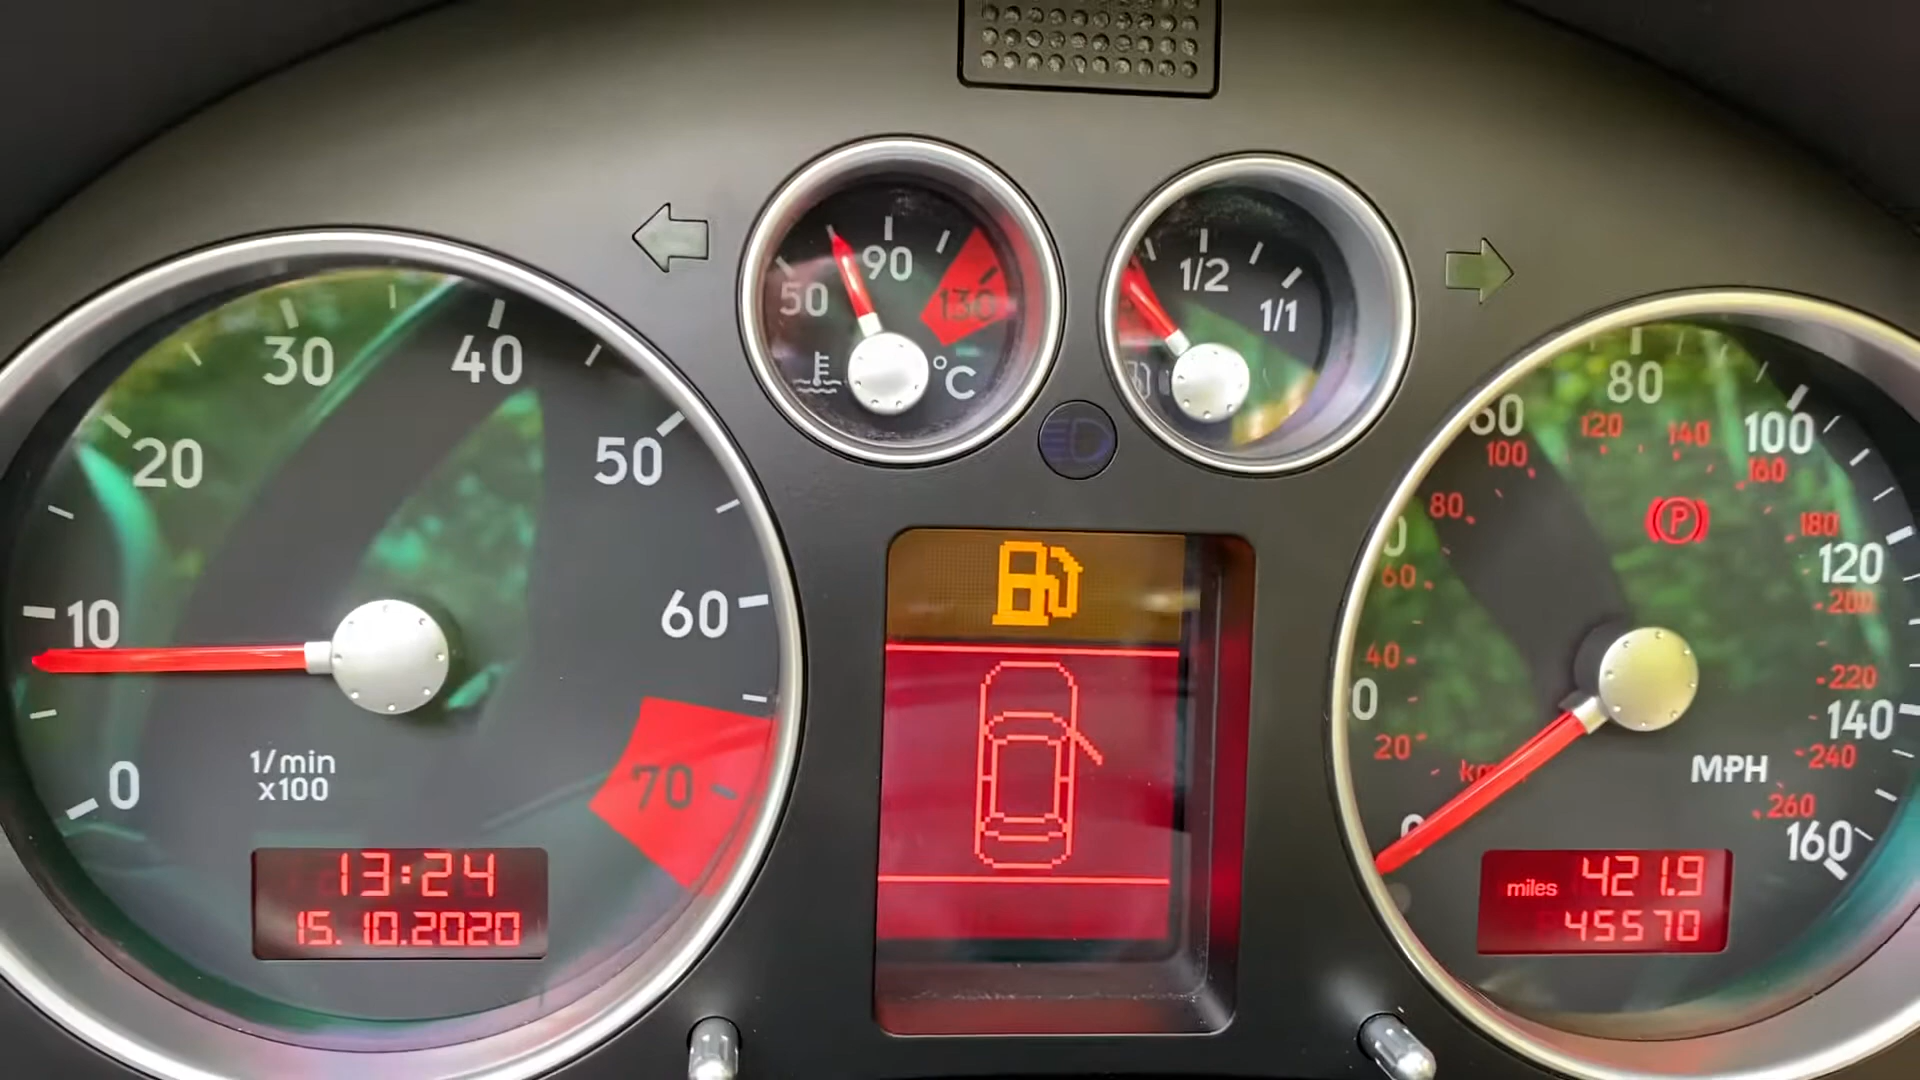 50 90 130
°C
1/2 1/1
0 10 20 30 40 50 60 70
1/min
x100
13:24
15.10.2020
P
0 60 80 100 120 140 160
MPH
20 40 60 80 100 120 140 160 180 200 220 240 260
miles 421.9
45570